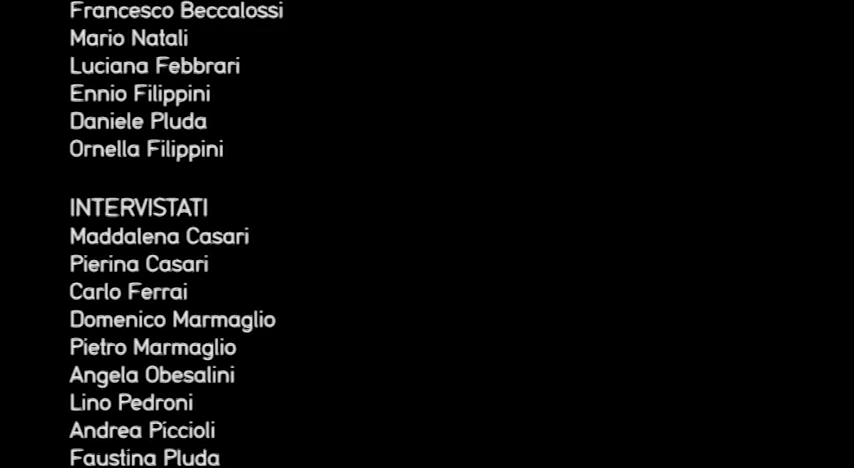 Francesco Beccalossi
Mario Natali
Luciana Febbrari
Ennio Filippini
Daniele Pluda
Ornella Filippini
INTERVISTATI
Maddalena Casari
Pierina Casari
Carlo Ferrai
Domenico Marmaglio
Pietro Marmaglio
Angela Obesalini
Lino Pedroni
Andrea Piccioli
Faustina Pluda